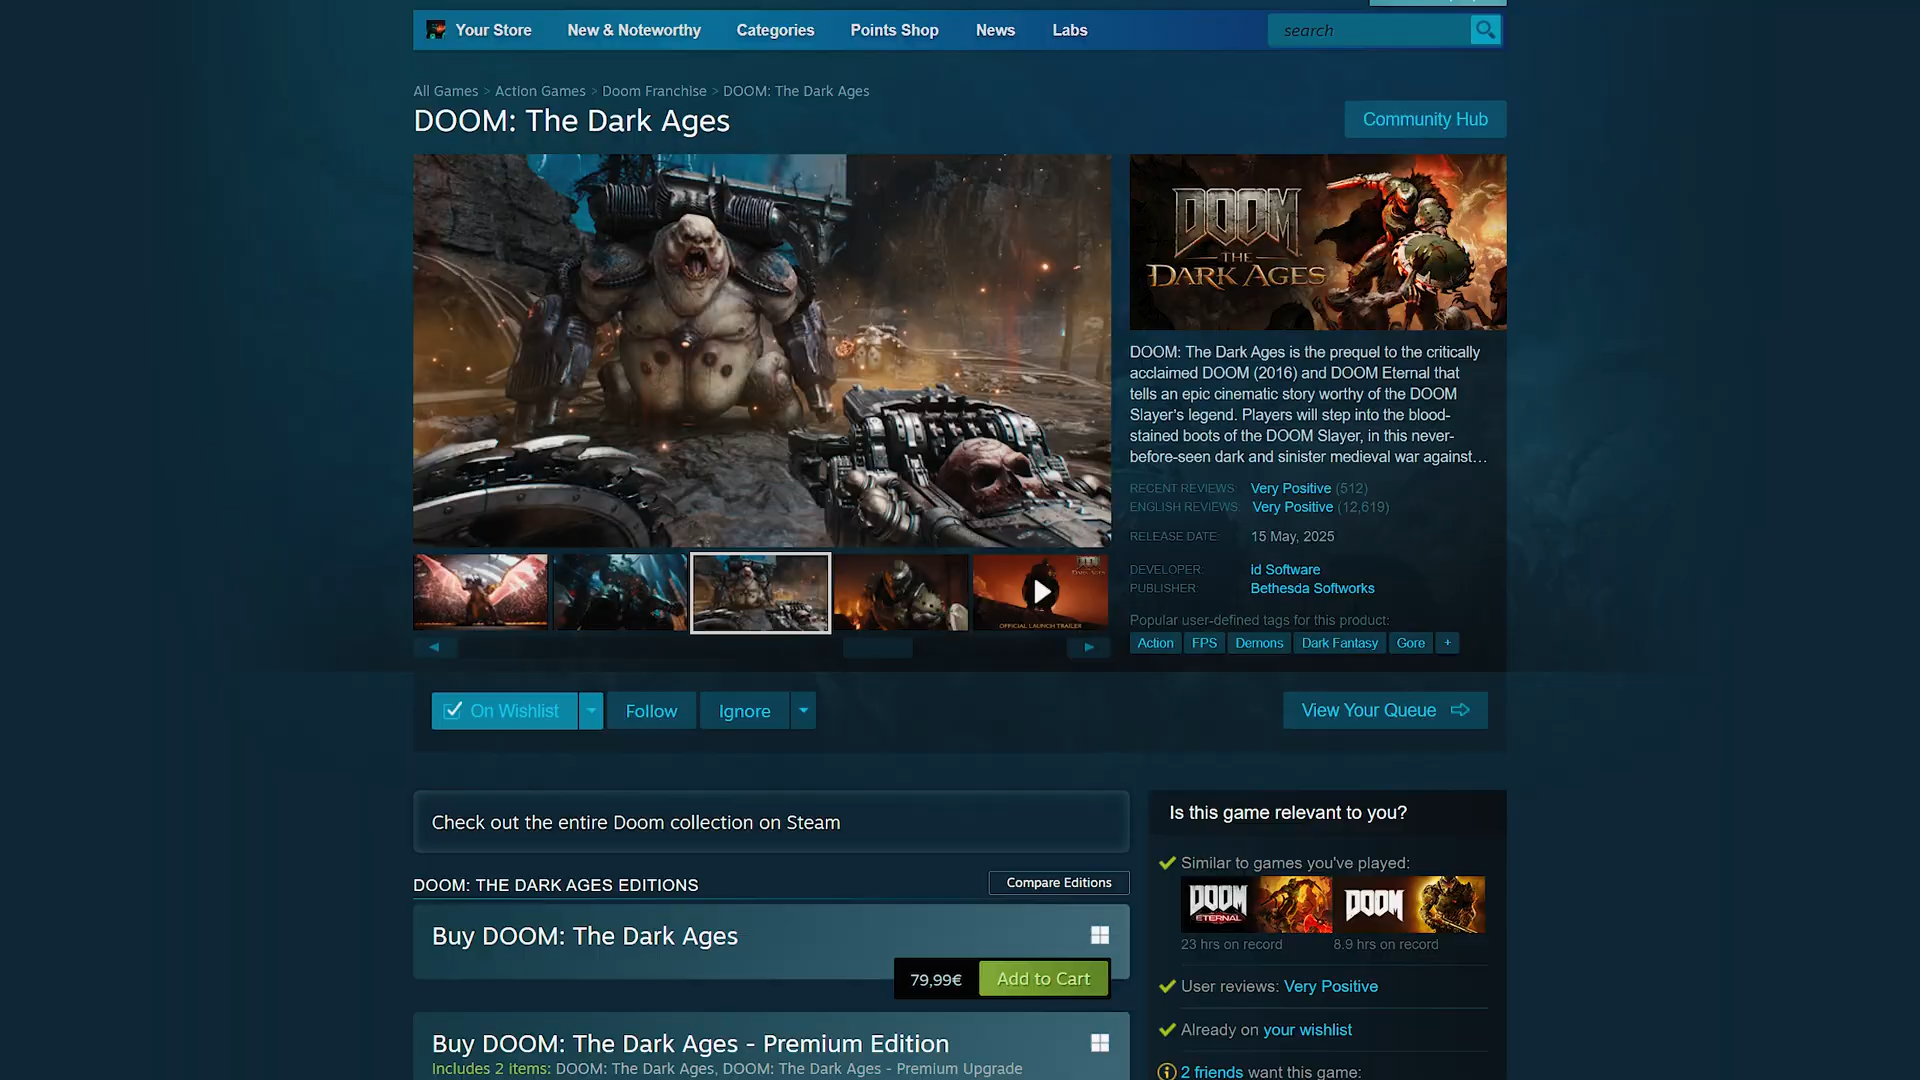 Your Store
New & Noteworthy
Categories
Points Shop
News
Labs
search
All Games > Action Games > Doom Franchise > DOOM: The Dark Ages
DOOM: The Dark Ages
Community Hub
DOOM
THE
DARK AGES
DOOM: The Dark Ages is the prequel to the critically
acclaimed DOOM (2016) and DOOM Eternal that
tells an epic cinematic story worthy of the DOOM
Slayer's legend. Players will step into the blood-
stained boots of the DOOM Slayer, in this never-
before-seen dark and sinister medieval war against…
RECENT REVIEWS: Very Positive (512)
ENGLISH REVIEWS: Very Positive (12,619)
RELEASE DATE: 15 May, 2025
DEVELOPER: id Software
PUBLISHER: Bethesda Softworks
Popular user-defined tags for this product:
Action FPS Demons Dark Fantasy Gore +
DOOM
DARK AGES
OFFICIAL LAUNCH TRAILER
On Wishlist
Follow
Ignore
View Your Queue
Check out the entire Doom collection on Steam
DOOM: THE DARK AGES EDITIONS
Compare Editions
Buy DOOM: The Dark Ages
79,99€
Add to Cart
Buy DOOM: The Dark Ages - Premium Edition
Includes 2 items: DOOM: The Dark Ages, DOOM: The Dark Ages - Premium Upgrade
Is this game relevant to you?
Similar to games you've played:
DOOM
ETERNAL
DOOM
23 hrs on record
8.9 hrs on record
User reviews: Very Positive
Already on your wishlist
2 friends want this game: